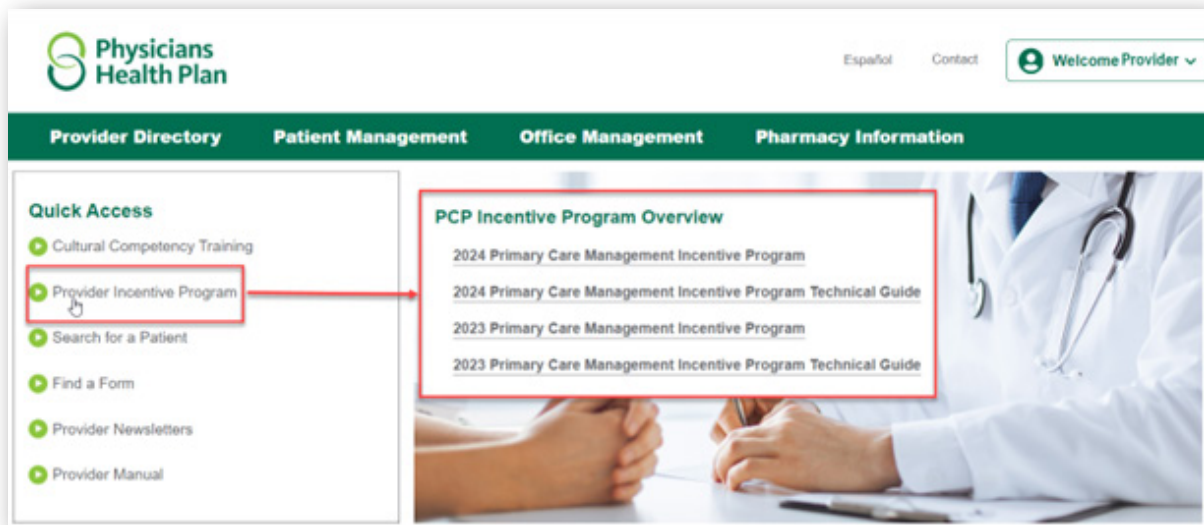 Physicians
Health Plan
Español
Contact
Welcome Provider
Provider Directory
Patient Management
Office Management
Pharmacy Information
Quick Access
Cultural Competency Training
Provider Incentive Program
Search for a Patient
Find a Form
Provider Newsletters
Provider Manual
PCP Incentive Program Overview
2024 Primary Care Management Incentive Program
2024 Primary Care Management Incentive Program Technical Guide
2023 Primary Care Management Incentive Program
2023 Primary Care Management Incentive Program Technical Guide